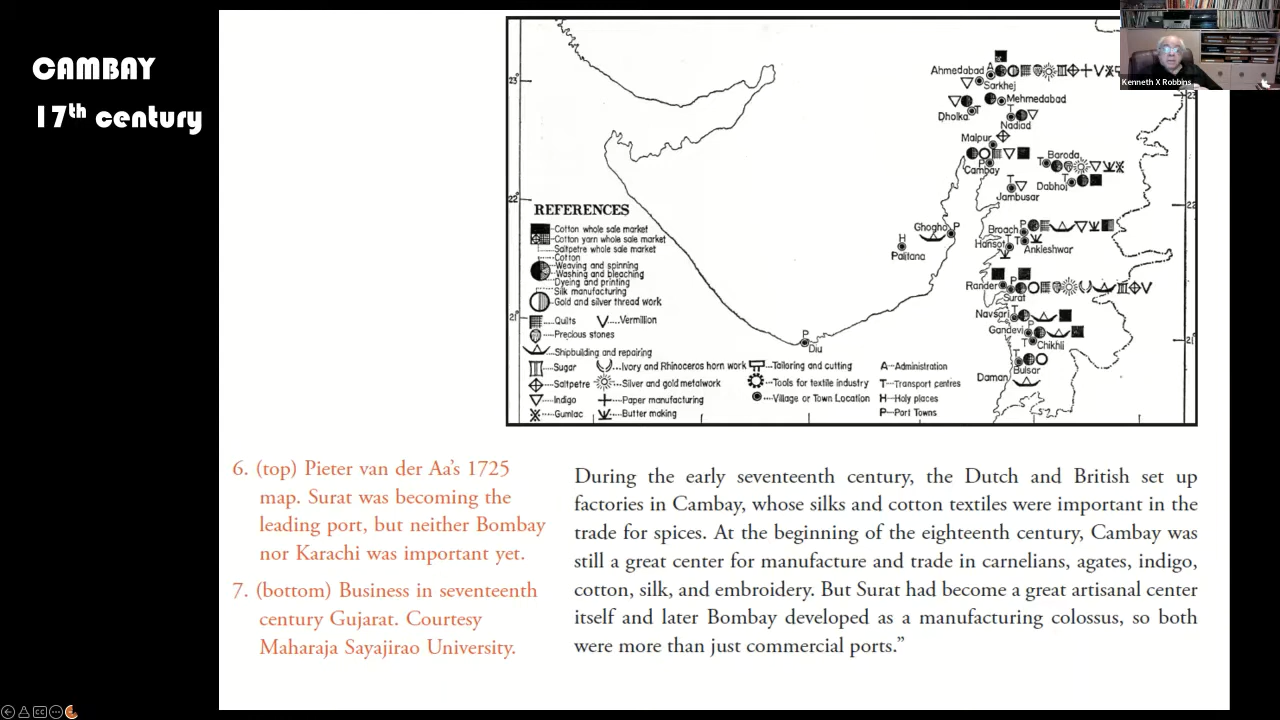 CAMBAY
17th century
Kenneth X Robbins
23°
22°
21°
23
22
21
Ahmedabad A
Sarkhej
Mehmedabad
Dholka T
T
Nadiad
Malpur
P
Cambay
T Baroda
T
Dabhoi
T
Jambusar
Ghogho P
H
Palitana
Broach P
Hansot T T
Ankleshwar
Rander P
Surat
Navsari T
Gandevi P
T
Chikhli
T
Bulsar
Daman
P
Diu
REFERENCES
Cotton whole sale market
Cotton yarn whole sale market
Saltpetre whole sale market
Cotton
Weaving and spinning
Washing and bleaching
Dyeing and printing
Silk manufacturing
Gold and silver thread work
Quilts
Vermillion
Precious stones
Shipbuilding and repairing
Sugar
Ivory and Rhinoceros horn work
Tailoring and cutting
A-Administration
Saltpetre
Silver and gold metalwork
Tools for textile industry
T-Transport centres
Indigo
Paper manufacturing
Village or Town Location
H-Holy places
Gumlac
Butter making
P-Port Towns
6. (top) Pieter van der Aa's 1725
map. Surat was becoming the
leading port, but neither Bombay
nor Karachi was important yet.
7. (bottom) Business in seventeenth
century Gujarat. Courtesy
Maharaja Sayajirao University.
During the early seventeenth century, the Dutch and British set up
factories in Cambay, whose silks and cotton textiles were important in the
trade for spices. At the beginning of the eighteenth century, Cambay was
still a great center for manufacture and trade in carnelians, agates, indigo,
cotton, silk, and embroidery. But Surat had become a great artisanal center
itself and later Bombay developed as a manufacturing colossus, so both
were more than just commercial ports."